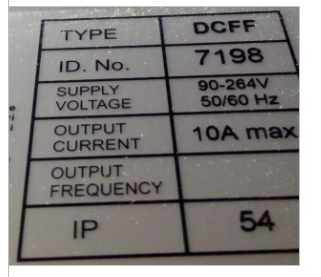 TYPE DCFF
ID. No. 7198
SUPPLY VOLTAGE 90-264V 50/60 Hz
OUTPUT CURRENT 10A max
OUTPUT FREQUENCY
IP 54